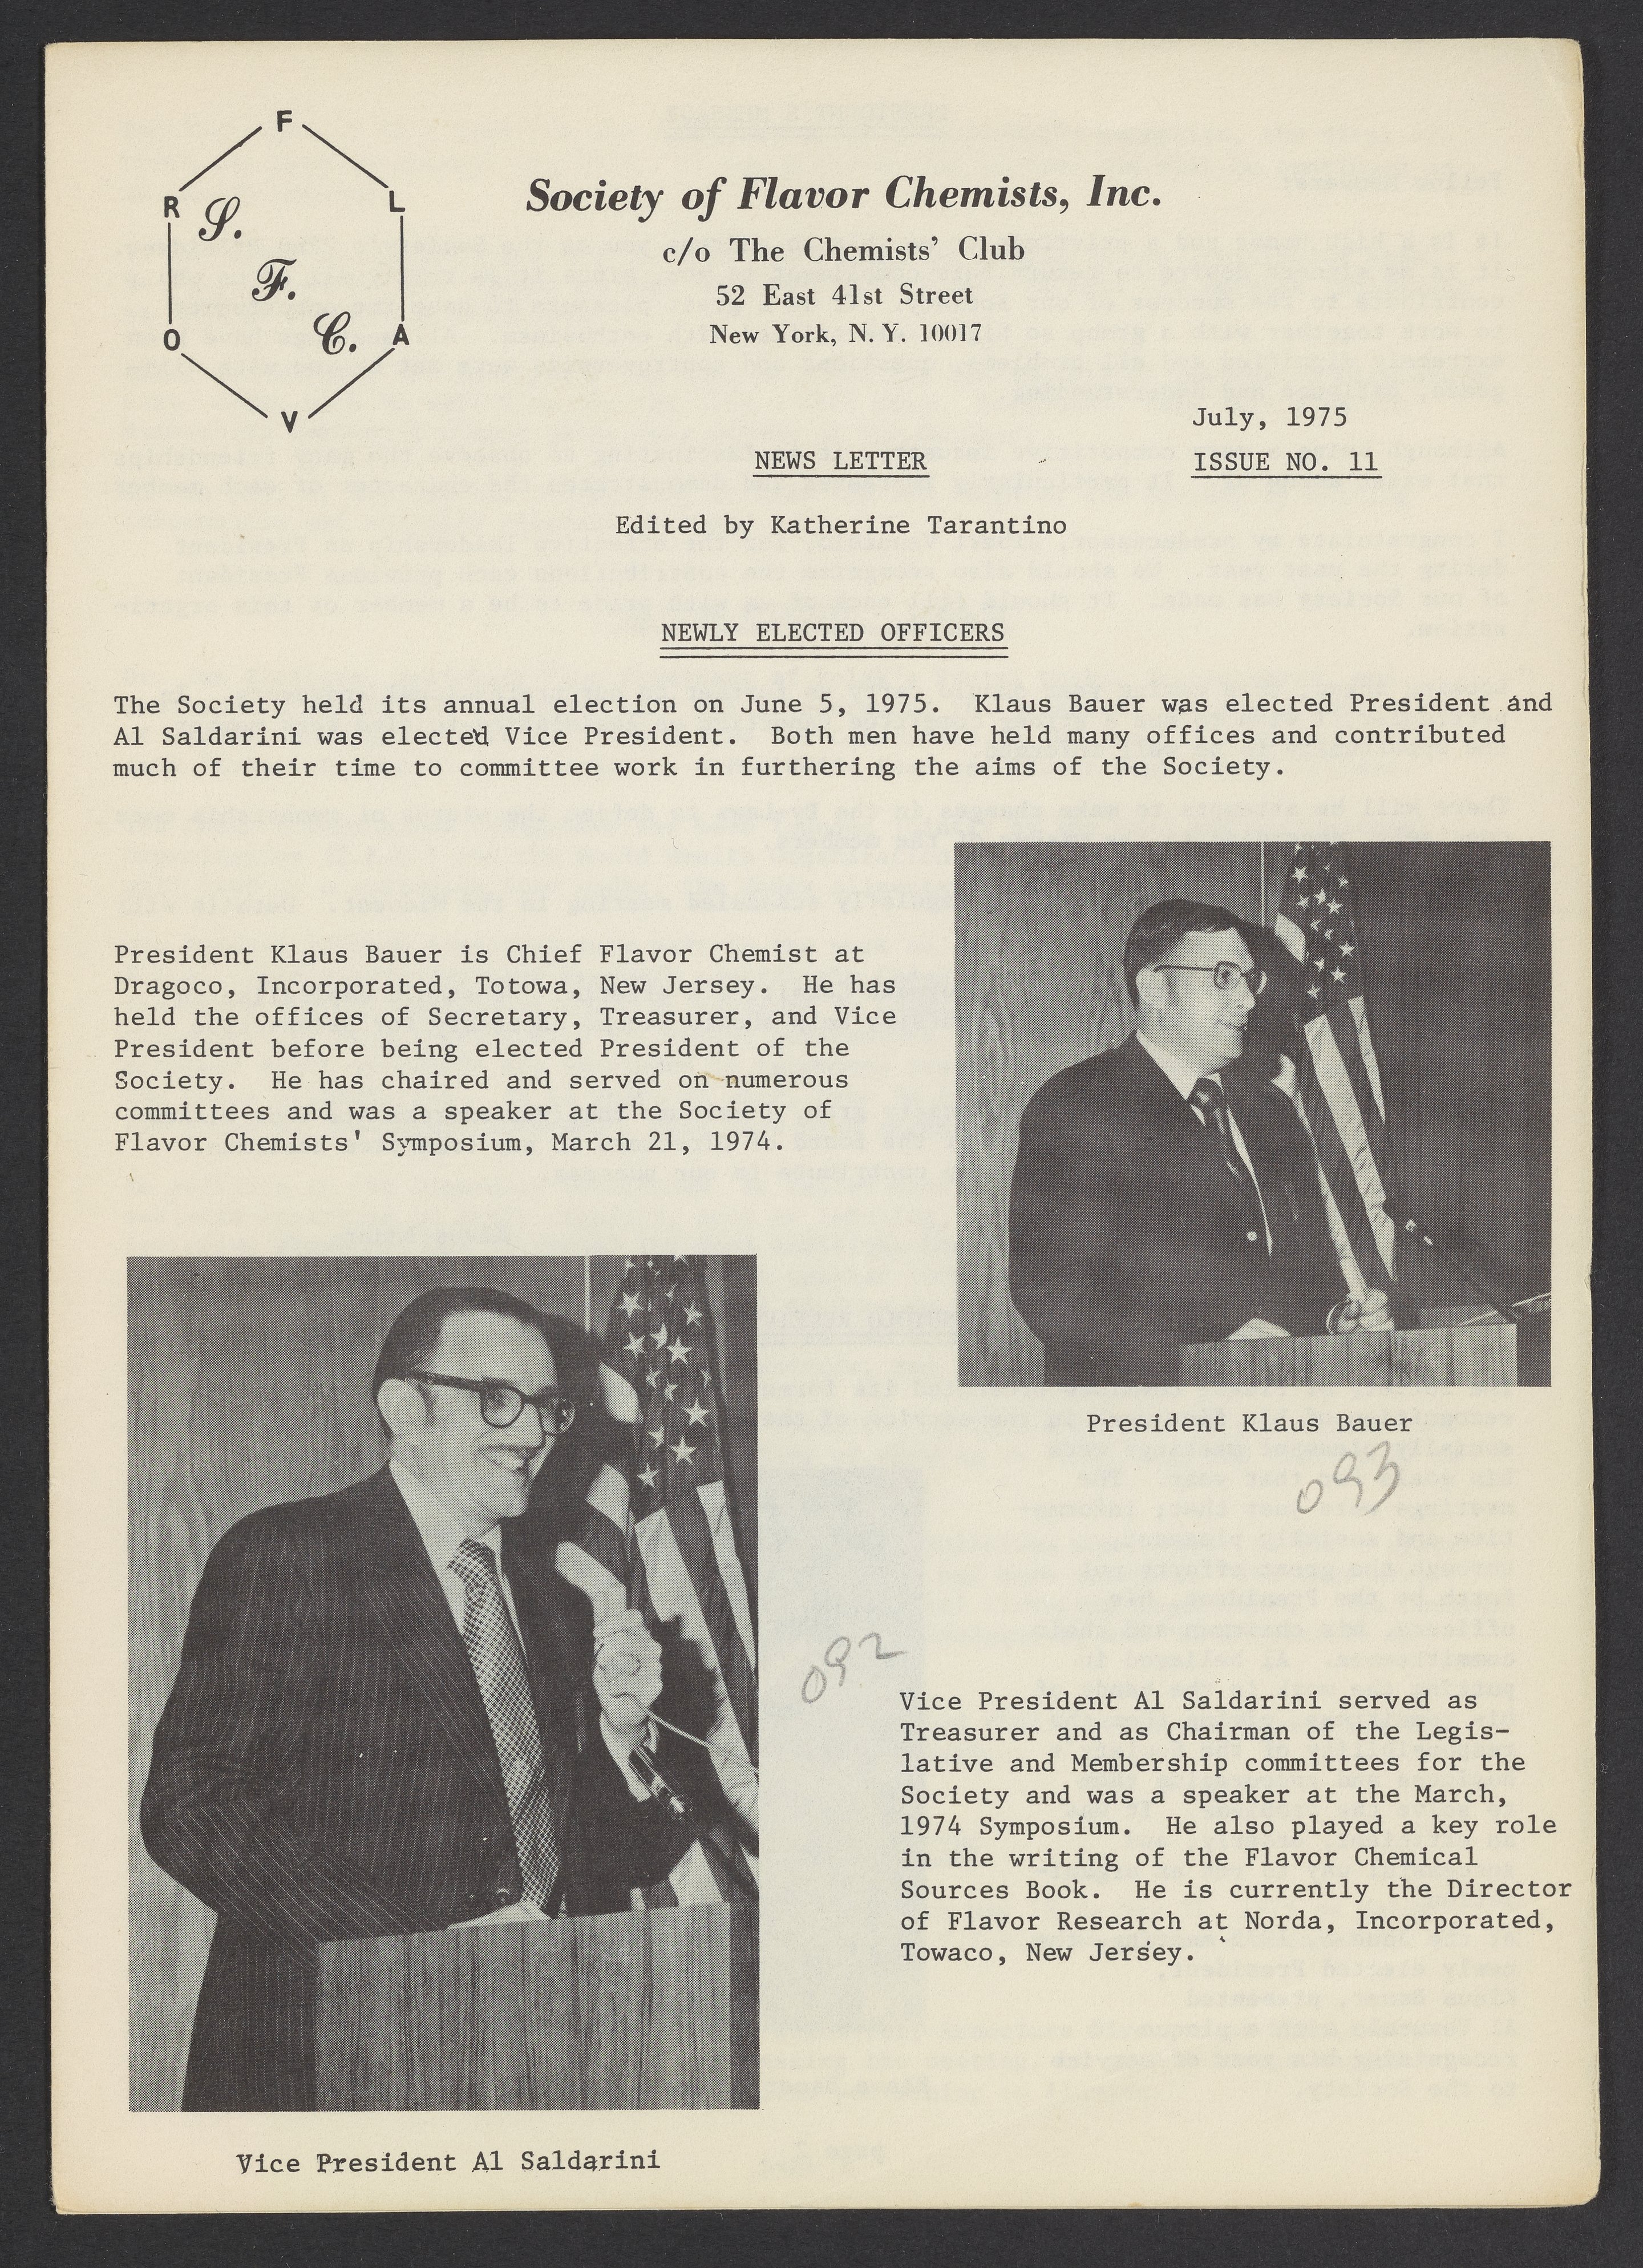 F
R L
S.
F.
C.
O A
V
Society of Flavor Chemists, Inc.
c/o The Chemists' Club
52 East 41st Street
New York, N. Y. 10017
July, 1975
NEWS LETTER
ISSUE NO. 11
Edited by Katherine Tarantino
NEWLY ELECTED OFFICERS
The Society held its annual election on June 5, 1975. Klaus Bauer was elected President and
Al Saldarini was elected Vice President. Both men have held many offices and contributed
much of their time to committee work in furthering the aims of the Society.
President Klaus Bauer is Chief Flavor Chemist at
Dragoco, Incorporated, Totowa, New Jersey. He has
held the offices of Secretary, Treasurer, and Vice
President before being elected President of the
Society. He has chaired and served on numerous
committees and was a speaker at the Society of
Flavor Chemists' Symposium, March 21, 1974.
President Klaus Bauer
093
092
Vice President Al Saldarini served as
Treasurer and as Chairman of the Legis-
lative and Membership committees for the
Society and was a speaker at the March,
1974 Symposium. He also played a key role
in the writing of the Flavor Chemical
Sources Book. He is currently the Director
of Flavor Research at Norda, Incorporated,
Towaco, New Jersey.
Vice President Al Saldarini